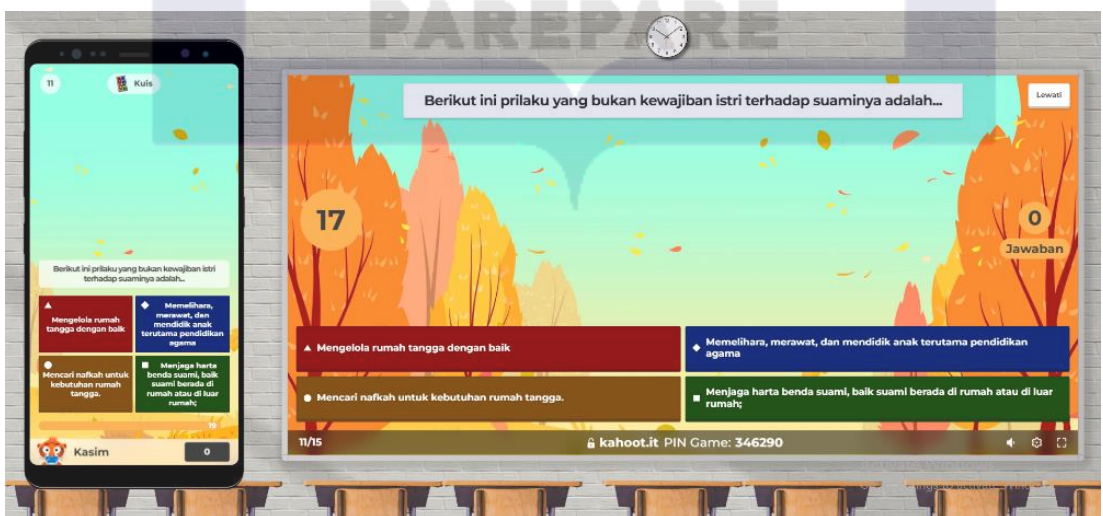 PAREPARE
11
Kuis
Berikut ini prilaku yang bukan kewajiban istri
terhadap suaminya adalah...
Mengelola rumah
tangga dengan baik
Memelihara,
merawat, dan
mendidik anak
terutama pendidikan
agama
Mencari nafkah untuk
kebutuhan rumah
tangga.
Menjaga harta
benda suami, baik
suami berada di
rumah atau di luar
rumah;
19
Kasim
0
Berikut ini prilaku yang bukan kewajiban istri terhadap suaminya adalah...
Lewati
17
0
Jawaban
Mengelola rumah tangga dengan baik
Memelihara, merawat, dan mendidik anak terutama pendidikan
agama
Mencari nafkah untuk kebutuhan rumah tangga.
Menjaga harta benda suami, baik suami berada di rumah atau di luar
rumah;
11/15
kahoot.it PIN Game: 346290